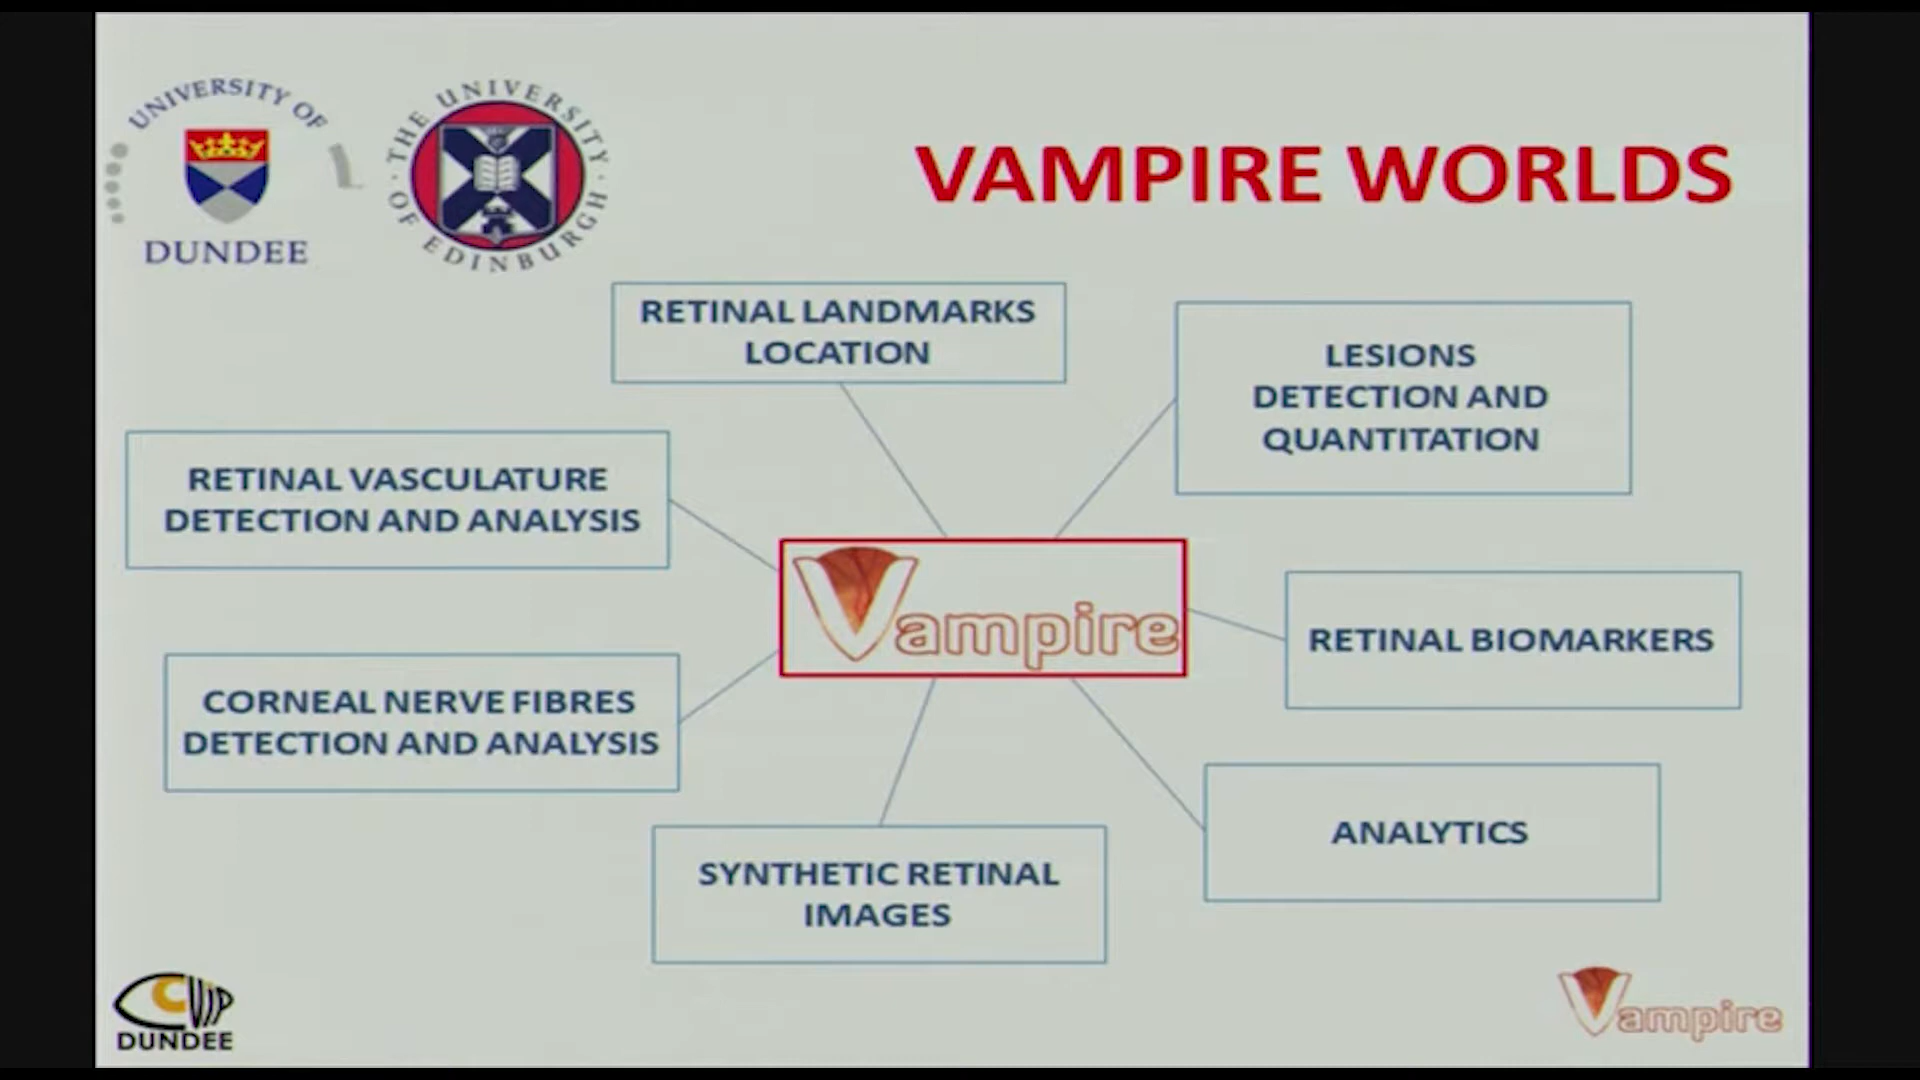 UNIVERSITY OF
DUNDEE
THE UNIVERSITY OF EDINBURGH
VAMPIRE WORLDS
RETINAL LANDMARKS
LOCATION
LESIONS
DETECTION AND
QUANTITATION
RETINAL VASCULATURE
DETECTION AND ANALYSIS
Vampire
RETINAL BIOMARKERS
CORNEAL NERVE FIBRES
DETECTION AND ANALYSIS
ANALYTICS
SYNTHETIC RETINAL
IMAGES
CVIP
DUNDEE
Vampire